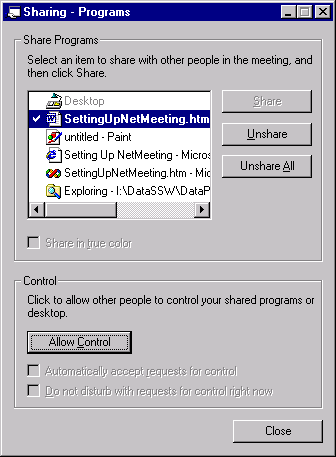 Sharing - Programs
Share Programs
Select an item to share with other people in the meeting, and
then click Share.
Desktop
SettingUpNetMeeting.htm
untitled - Paint
Setting Up NetMeeting - Micros
SettingUpNetMeeting.htm - Mic
Exploring - I:\DataSSW\DataP
Share
Unshare
Unshare All
Share in true color
Control
Click to allow other people to control your shared programs or
desktop.
Allow Control
Automatically accept requests for control
Do not disturb with requests for control right now
Close